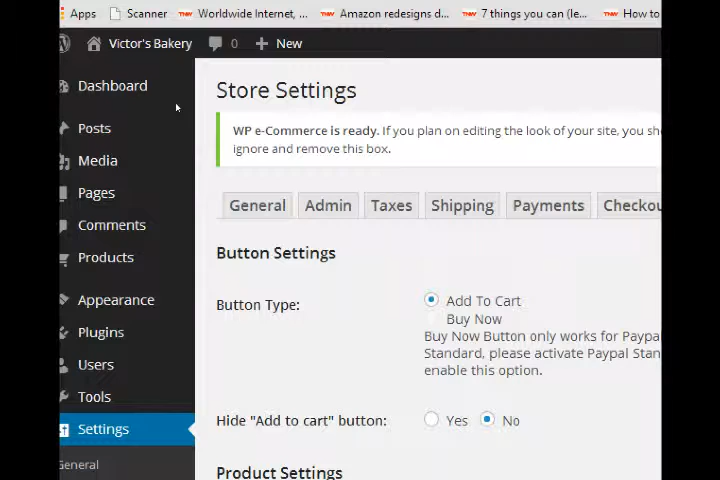 Apps Scanner Worldwide Internet, ... Amazon redesigns d... 7 things you can (le... How to
Victor's Bakery 0 + New
Dashboard
Posts
Media
Pages
Comments
Products
Appearance
Plugins
Users
Tools
Settings
General
Store Settings
WP e-Commerce is ready. If you plan on editing the look of your site, you sh
ignore and remove this box.
General Admin Taxes Shipping Payments Checkou
Button Settings
Button Type:
Add To Cart
Buy Now
Buy Now Button only works for Paypa
Standard, please activate Paypal Stan
enable this option.
Hide "Add to cart" button: Yes No
Product Settings